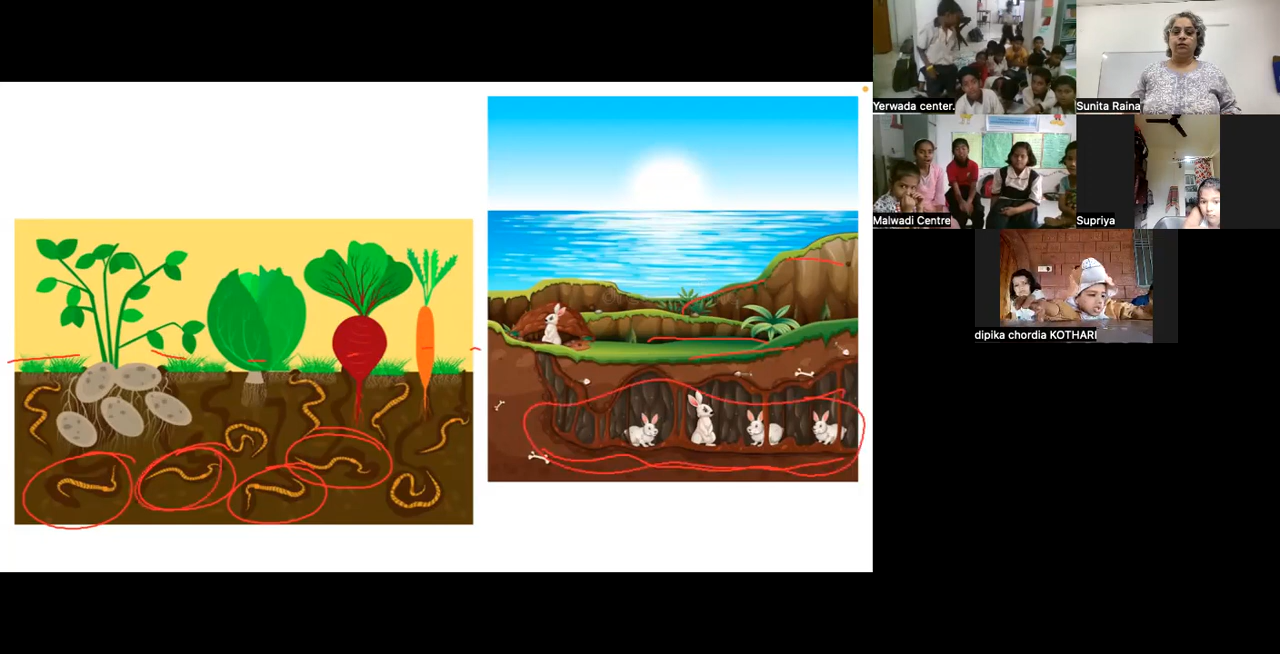 Yerwada center.
Sunita Raina
Malwadi Centre
Supriya
dipika chordia KOTHARI